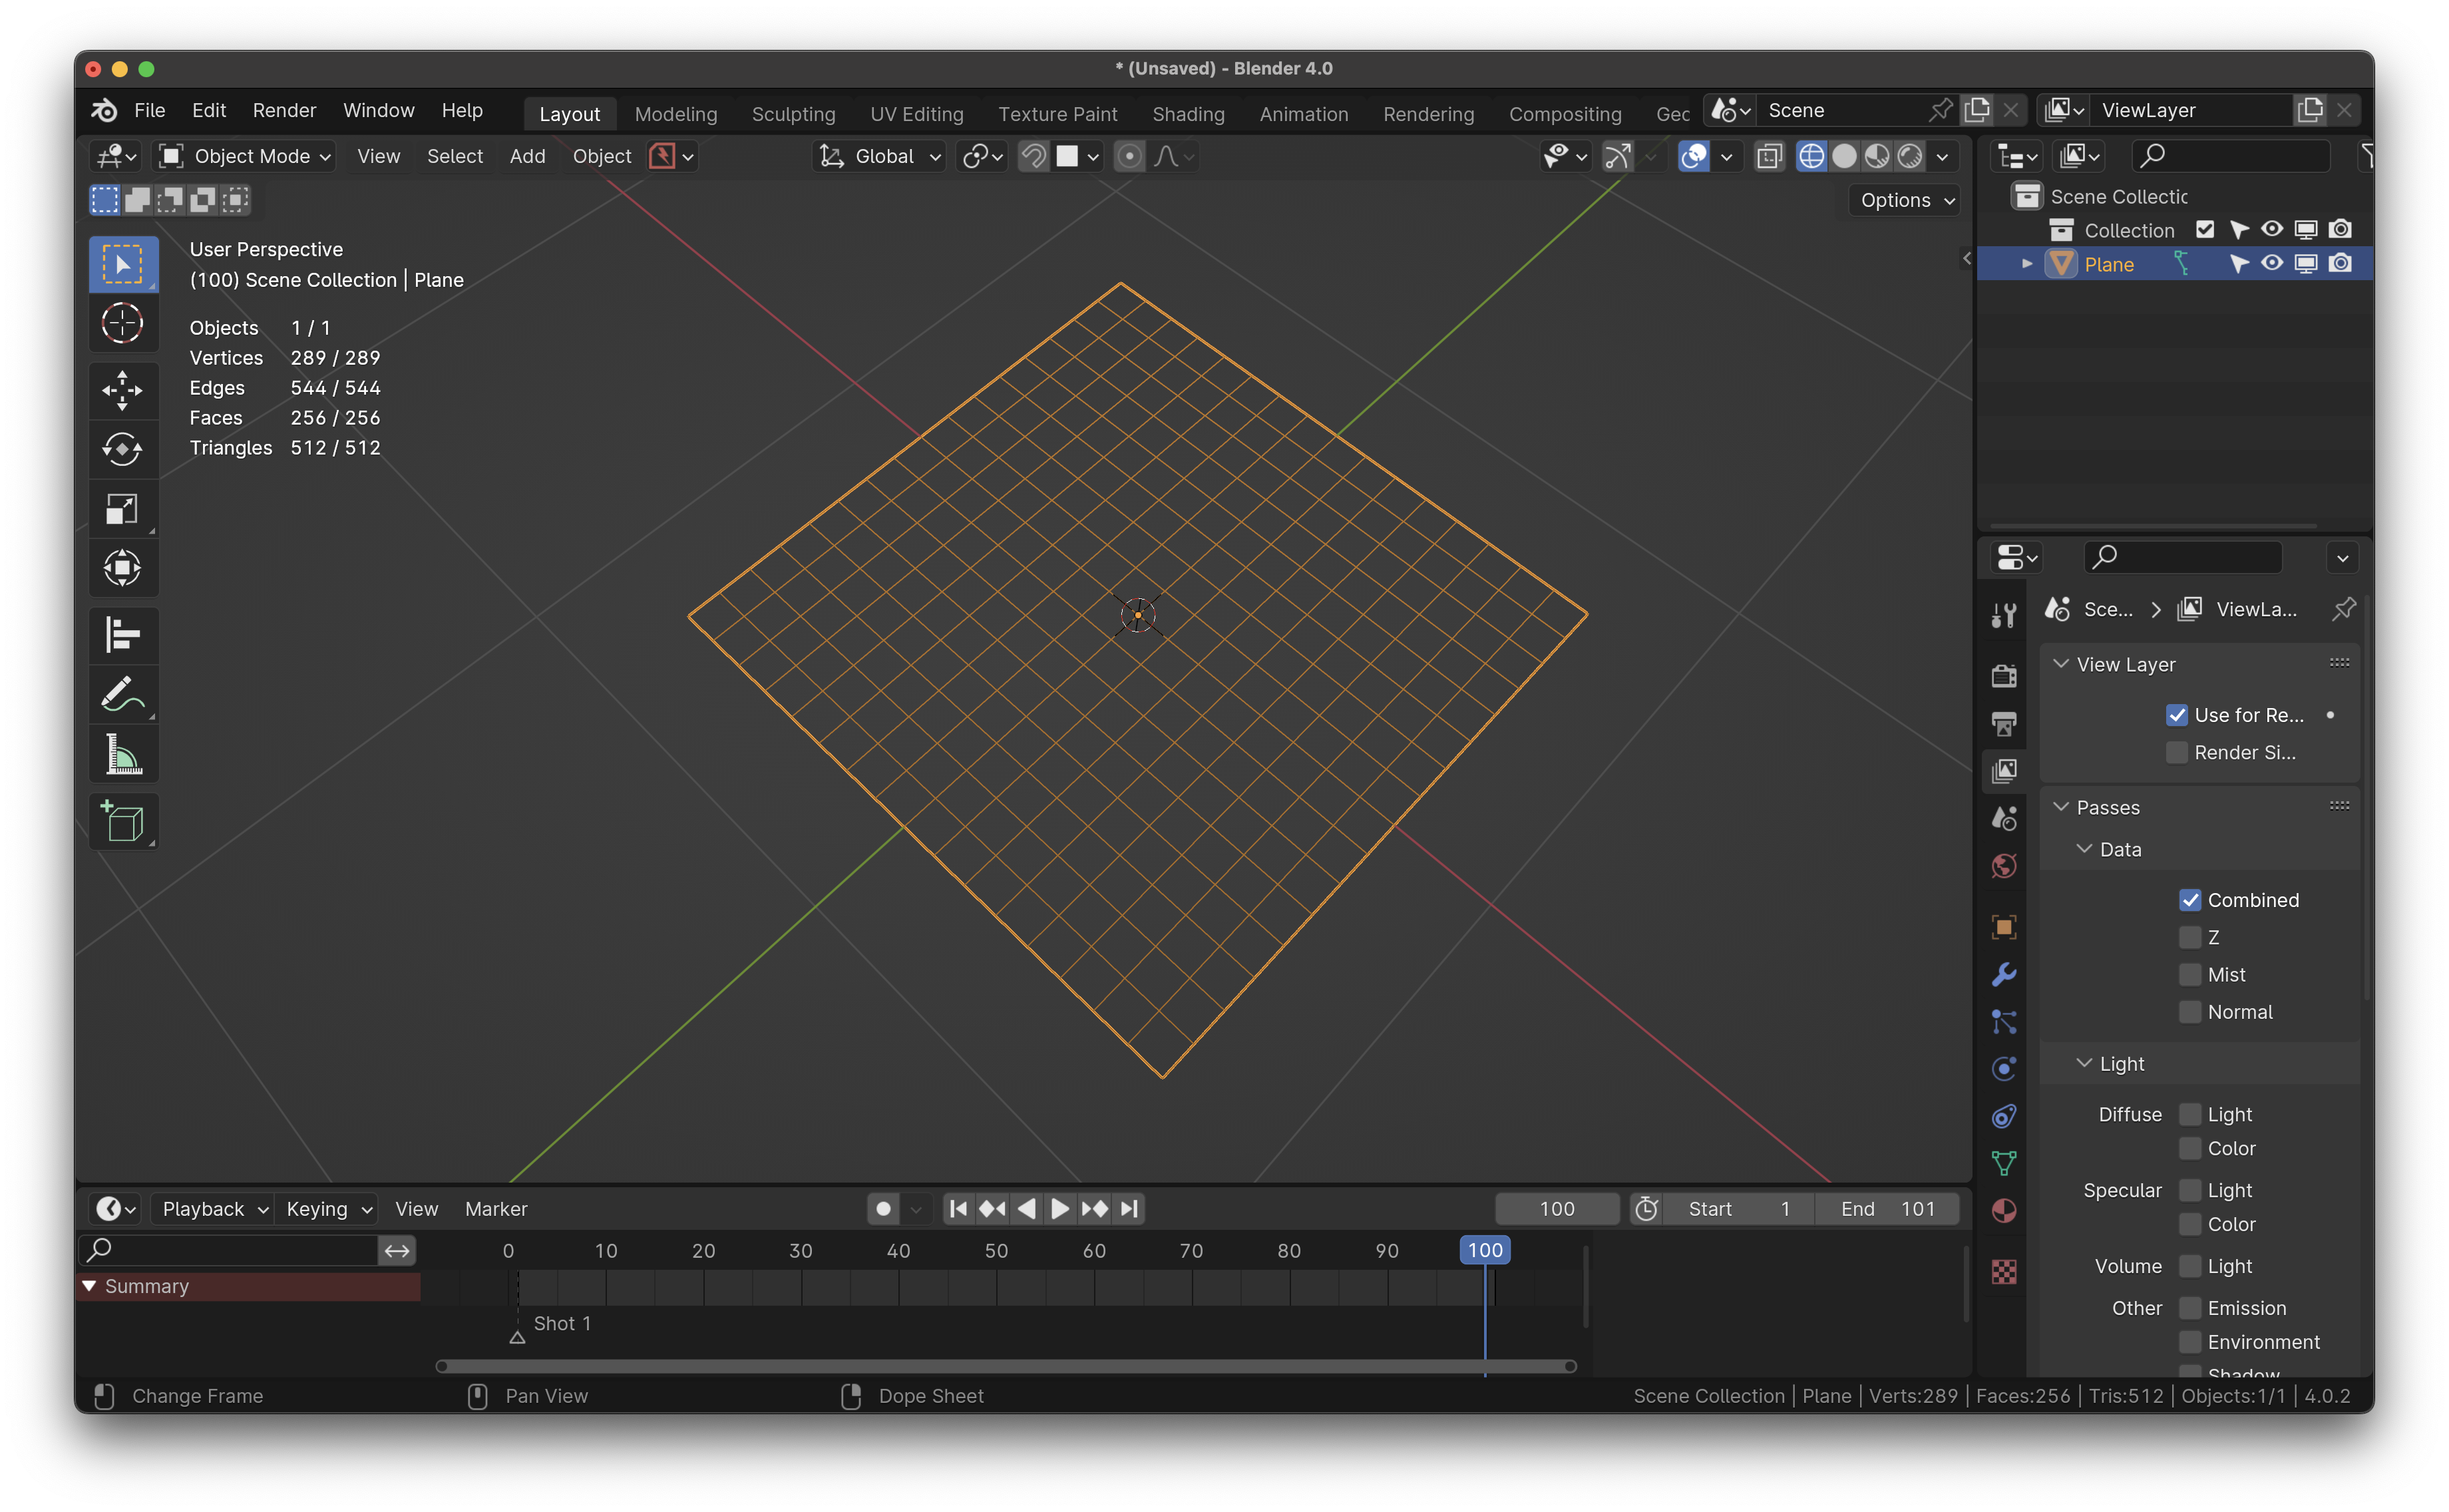 * (Unsaved) - Blender 4.0
File Edit Render Window Help
Layout Modeling Sculpting UV Editing Texture Paint Shading Animation Rendering Compositing Geo
Scene
ViewLayer
Object Mode View Select Add Object
Global
Options
User Perspective
(100) Scene Collection | Plane
Objects 1 / 1
Vertices 289 / 289
Edges 544 / 544
Faces 256 / 256
Triangles 512 / 512
Scene Collectic
Collection
Plane
Sce... ViewLa...
View Layer
Use for Re...
Render Si...
Passes
Data
Combined
Z
Mist
Normal
Light
Diffuse Light
Color
Specular Light
Color
Volume Light
Other Emission
Environment
Shadow
Playback Keying View Marker
100
Start 1
End 101
0 10 20 30 40 50 60 70 80 90 100
Summary
Shot 1
Change Frame
Pan View
Dope Sheet
Scene Collection | Plane | Verts:289 | Faces:256 | Tris:512 | Objects:1/1 | 4.0.2